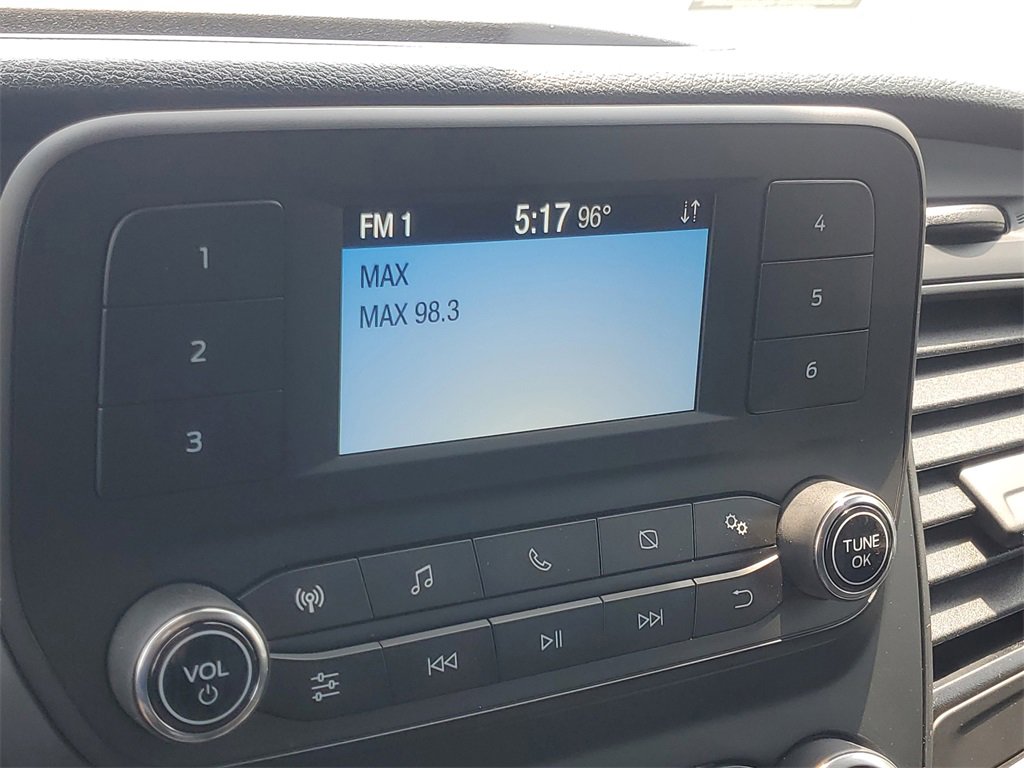 FM 1 5:17 96°
MAX
MAX 98.3
1
2
3
4
5
6
VOL
TUNE
OK